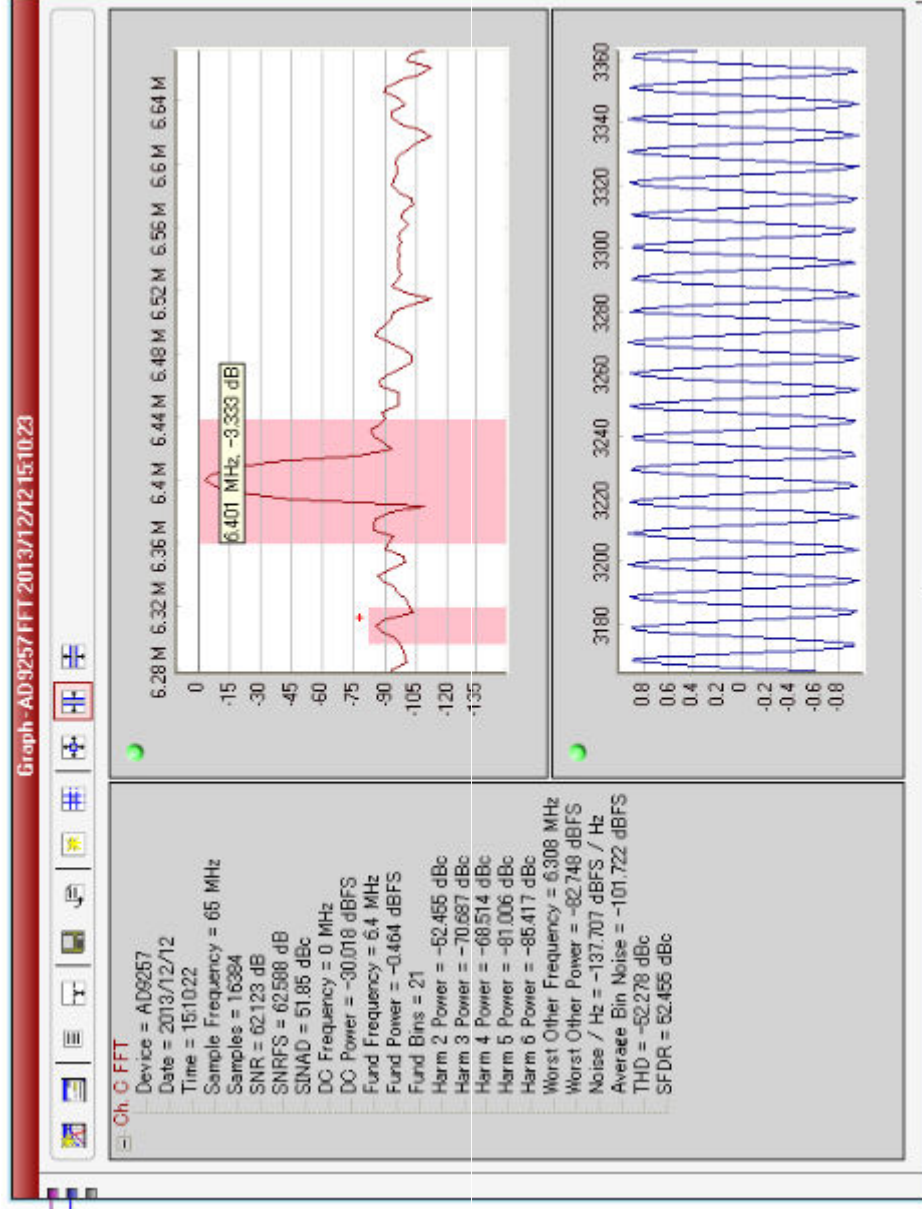 Graph - AD9257 FFT 2013/12/12 15:10:23
Ch. C FFT
Device = AD9257
Date = 2013/12/12
Time = 15:10:22
Sample Frequency = 65 MHz
Samples = 16384
SNR = 62.123 dB
SNRFS = 62.588 dB
SINAD = 51.85 dBc
DC Frequency = 0 MHz
DC Power = -30.018 dBFS
Fund Frequency = 6.4 MHz
Fund Power = -0.464 dBFS
Fund Bins = 21
Harm 2 Power = -52.455 dBc
Harm 3 Power = -70.687 dBc
Harm 4 Power = -68.514 dBc
Harm 5 Power = -81.006 dBc
Harm 6 Power = -85.417 dBc
Worst Other Frequency = 6.308 MHz
Worst Other Power = -82.748 dBFS
Noise / Hz = -137.707 dBFS / Hz
Average Bin Noise = -101.722 dBFS
THD = -52.278 dBc
SFDR = 52.455 dBc
6.28 M 6.32 M 6.36 M 6.4 M 6.44 M 6.48 M 6.52 M 6.56 M 6.6 M 6.64 M
0
-15
-30
-45
-60
-75
-90
-105
-120
-135
6.401 MHz, -3.333 dB
3180 3200 3220 3240 3260 3280 3300 3320 3340 3360
0.8
0.6
0.4
0.2
0
-0.2
-0.4
-0.6
-0.8